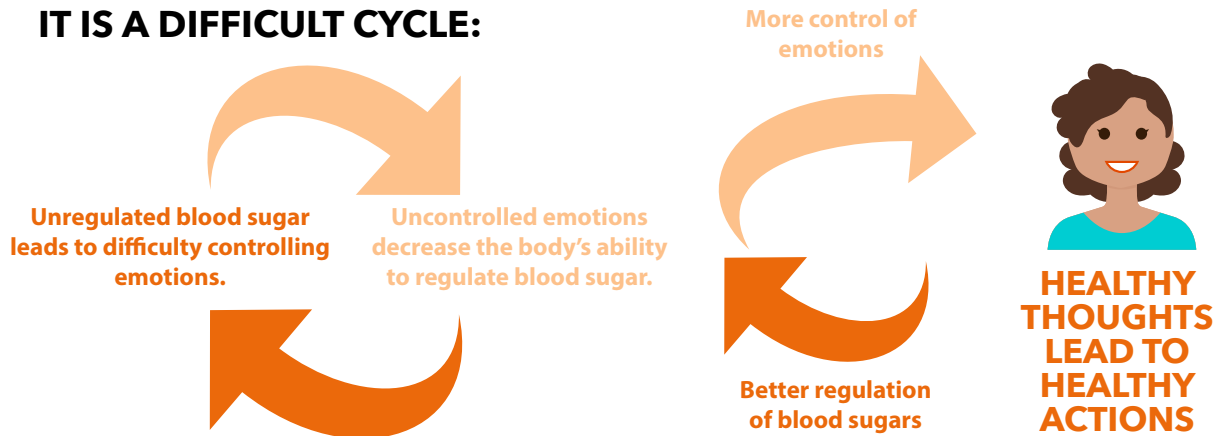 IT IS A DIFFICULT CYCLE:
Unregulated blood sugar
leads to difficulty controlling
emotions.
Uncontrolled emotions
decrease the body’s ability
to regulate blood sugar.
More control of
emotions
Better regulation
of blood sugars
HEALTHY
THOUGHTS
LEAD TO
HEALTHY
ACTIONS